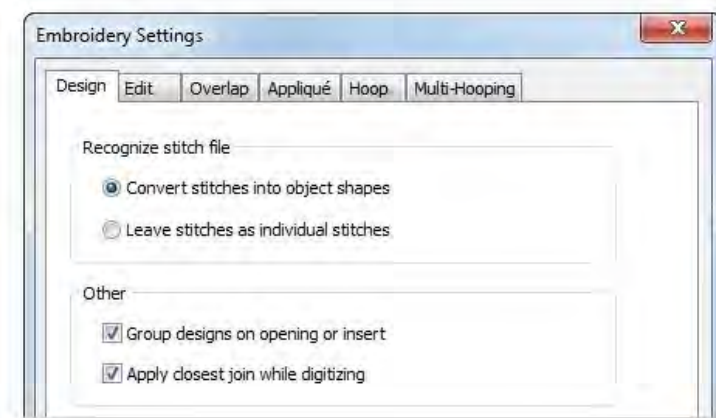 Embroidery Settings
Design Edit Overlap Appliqué Hoop Multi-Hooping
Recognize stitch file
Convert stitches into object shapes
Leave stitches as individual stitches
Other
Group designs on opening or insert
Apply closest join while digitizing